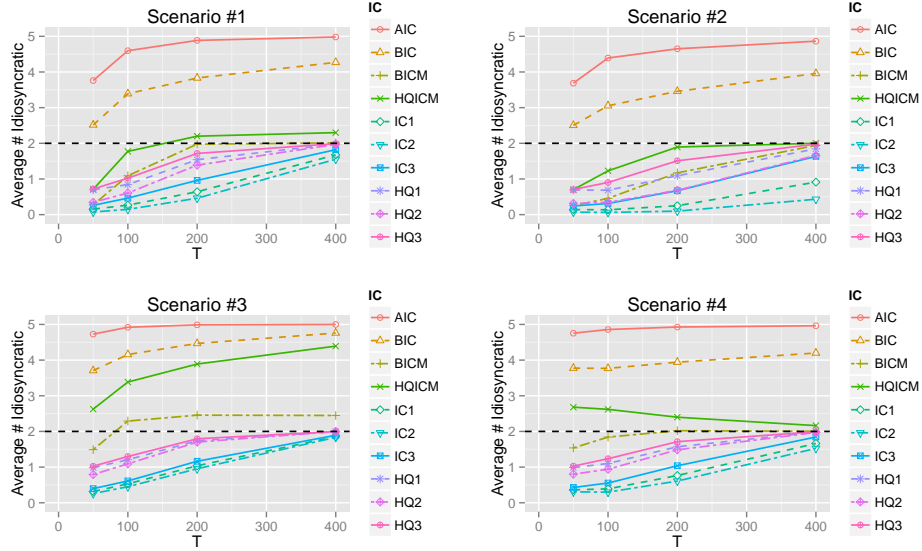 Scenario #1
Average # Idiosyncratic
5
4
3
2
1
0
0
100
200
300
400
T
IC
AIC
BIC
BICM
HQICM
IC1
IC2
IC3
HQ1
HQ2
HQ3
Scenario #2
Average # Idiosyncratic
5
4
3
2
1
0
0
100
200
300
400
T
IC
AIC
BIC
BICM
HQICM
IC1
IC2
IC3
HQ1
HQ2
HQ3
Scenario #3
Average # Idiosyncratic
5
4
3
2
1
0
0
100
200
300
400
T
IC
AIC
BIC
BICM
HQICM
IC1
IC2
IC3
HQ1
HQ2
HQ3
Scenario #4
Average # Idiosyncratic
5
4
3
2
1
0
0
100
200
300
400
T
IC
AIC
BIC
BICM
HQICM
IC1
IC2
IC3
HQ1
HQ2
HQ3